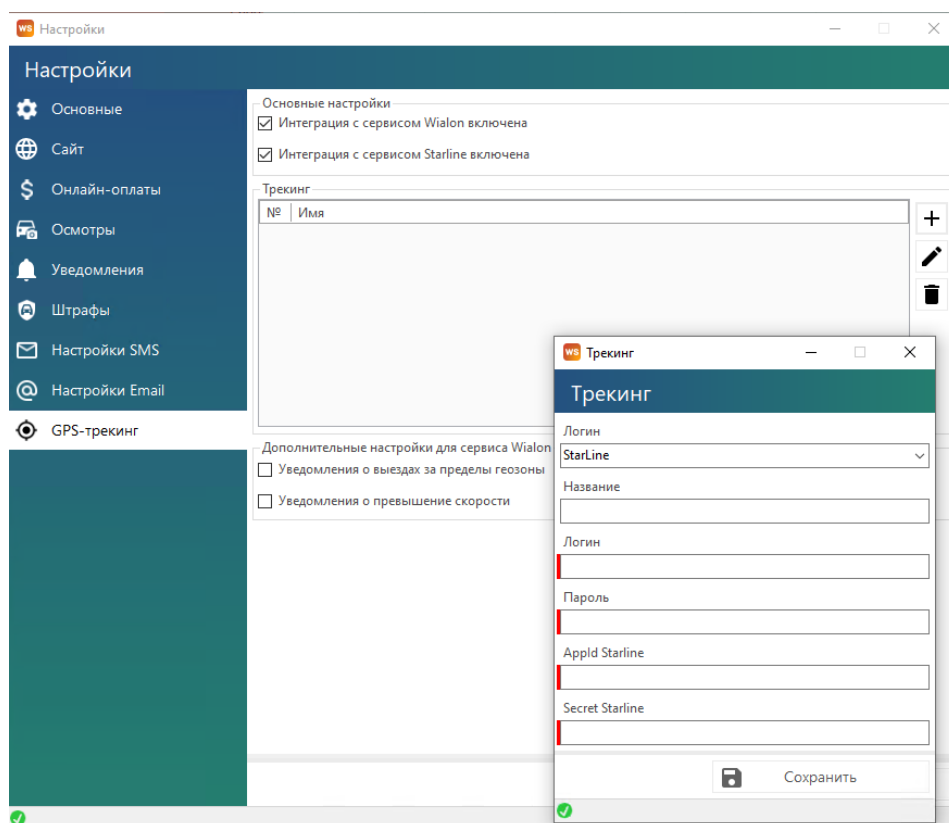 WS Настройки
Настройки
Основные
Сайт
Онлайн-оплаты
Осмотры
Уведомления
Штрафы
Настройки SMS
Настройки Email
GPS-трекинг
Основные настройки
Интеграция с сервисом Wialon включена
Интеграция с сервисом Starline включена
Трекинг
№ Имя
Дополнительные настройки для сервиса Wialon
Уведомления о выездах за пределы геозоны
Уведомления о превышение скорости
WS Трекинг
Трекинг
Логин
StarLine
Название
Логин
Пароль
AppId Starline
Secret Starline
Сохранить